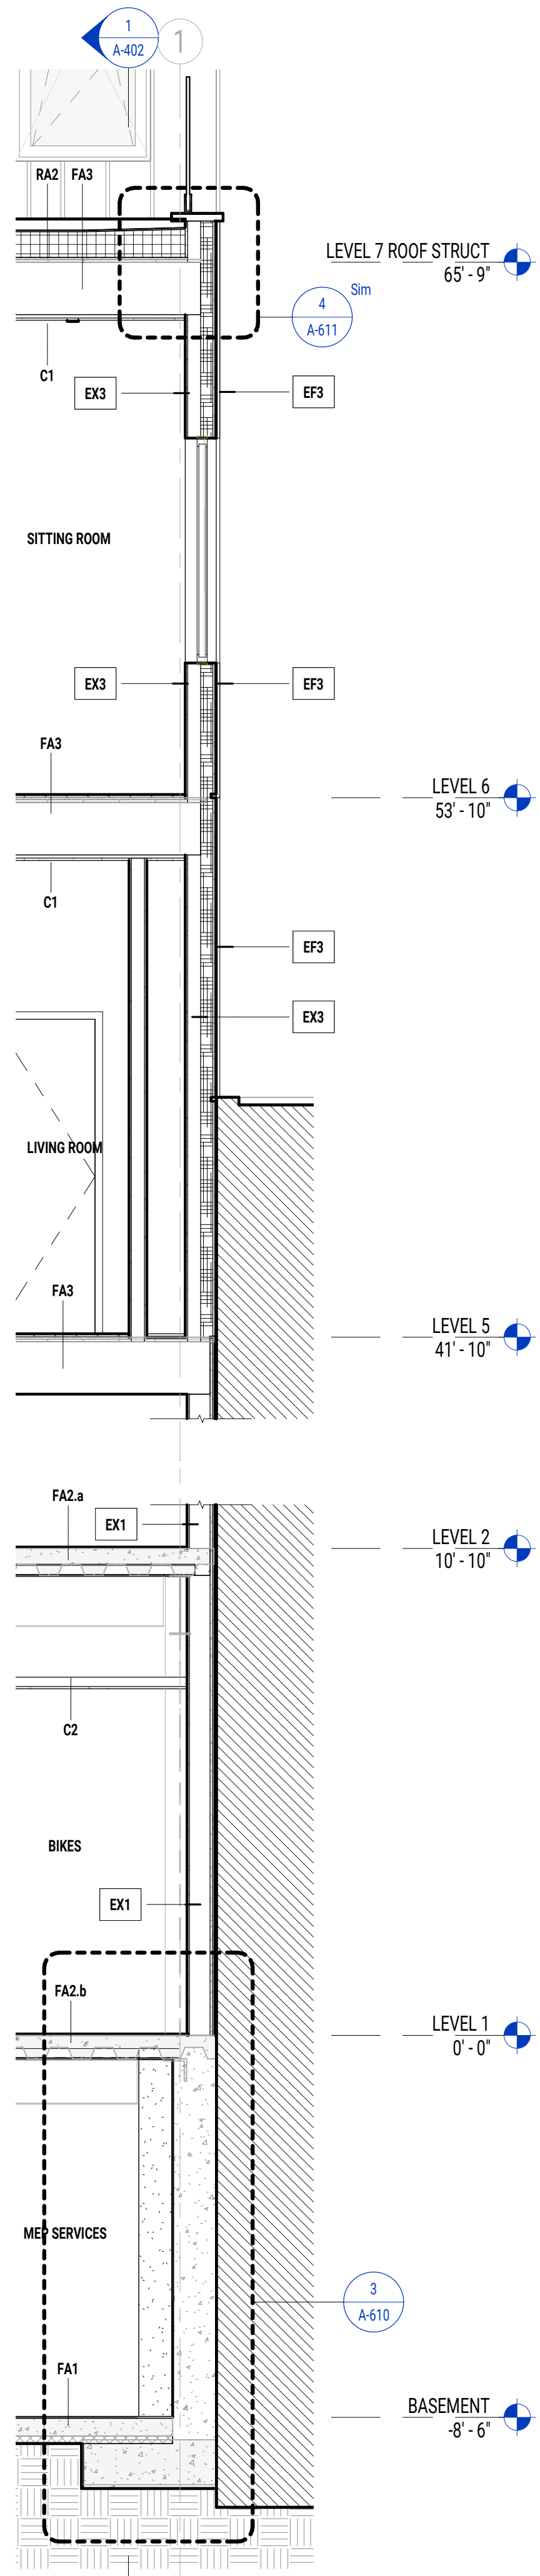 1
A-402
1
RA2 FA3
LEVEL 7 ROOF STRUCT
65' - 9"
Sim
4
A-611
C1
EX3
EF3
SITTING ROOM
EX3
EF3
FA3
LEVEL 6
53' - 10"
C1
EF3
EX3
LIVING ROOM
FA3
LEVEL 5
41' - 10"
FA2.a
EX1
LEVEL 2
10' - 10"
C2
BIKES
EX1
FA2.b
LEVEL 1
0' - 0"
MEP SERVICES
3
A-610
FA1
BASEMENT
-8' - 6"